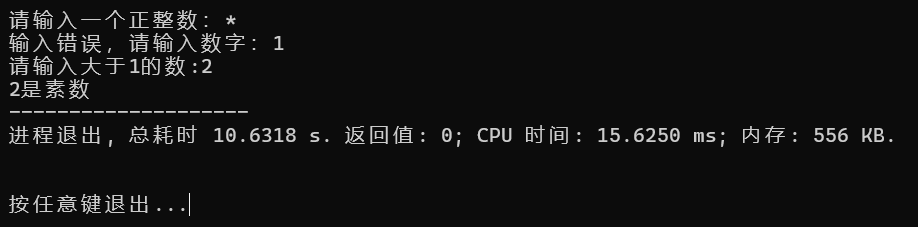 请输入一个正整数: *
输入错误, 请输入数字: 1
请输入大于1的数:2
2是素数
--------------------
进程退出, 总耗时 10.6318 s. 返回值: 0; CPU 时间: 15.6250 ms; 内存: 556 KB.
按任意键退出...